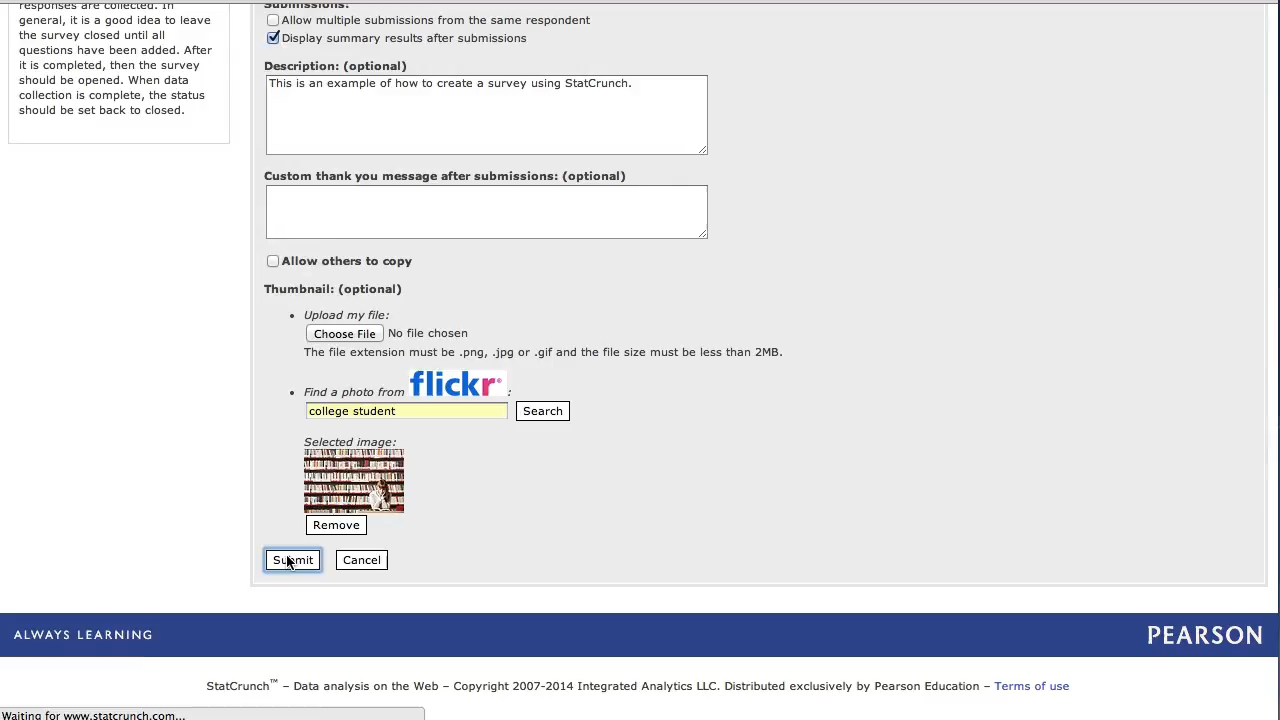 responses are collected. In
general, it is a good idea to leave
the survey closed until all
questions have been added. After
it is completed, then the survey
should be opened. When data
collection is complete, the status
should be set back to closed.
Submissions:
Allow multiple submissions from the same respondent
Display summary results after submissions
Description: (optional)
This is an example of how to create a survey using StatCrunch.
Custom thank you message after submissions: (optional)
Allow others to copy
Thumbnail: (optional)
• Upload my file:
Choose File No file chosen
The file extension must be .png, .jpg or .gif and the file size must be less than 2MB.
• Find a photo from flickr :
college student Search
Selected image:
Remove
Submit Cancel
ALWAYS LEARNING PEARSON
StatCrunch™ – Data analysis on the Web – Copyright 2007-2014 Integrated Analytics LLC. Distributed exclusively by Pearson Education – Terms of use
Waiting for www.statcrunch.com...